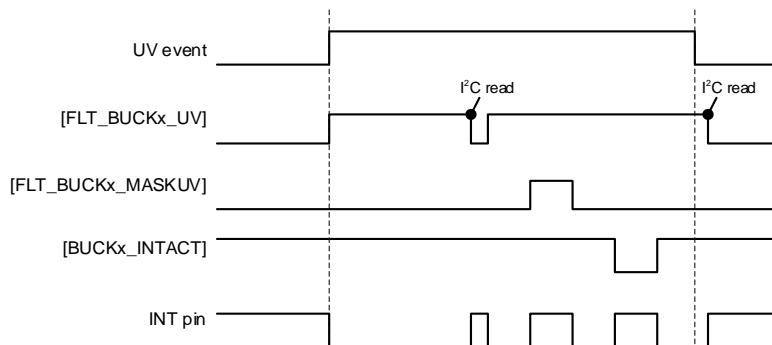 UV event
I²C read
I²C read
[FLT_BUCKx_UV]
[FLT_BUCKx_MASKUV]
[BUCKx_INTACT]
INT pin